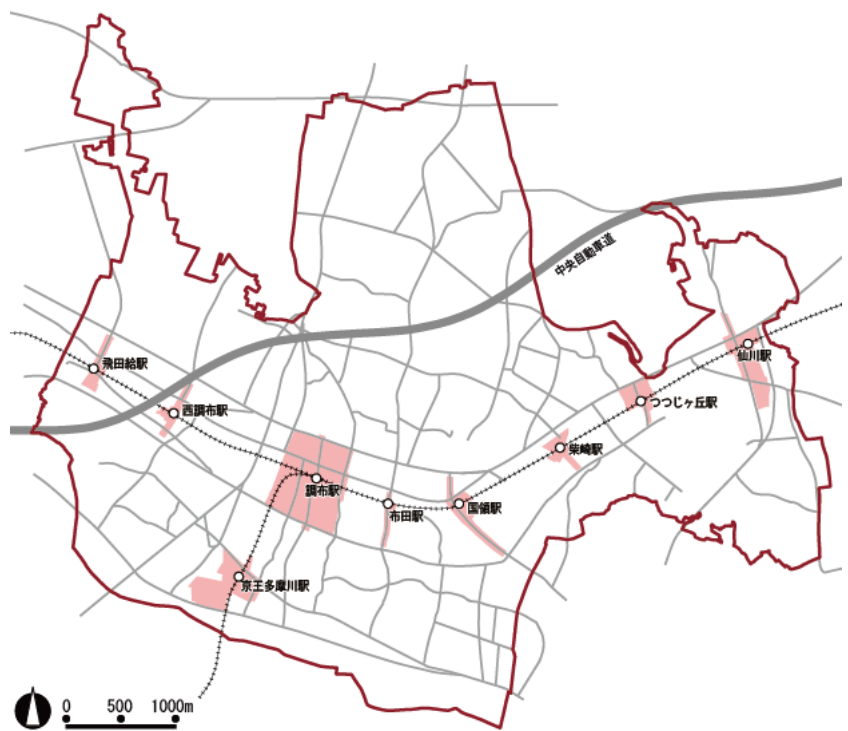 中央自動車道
仙川駅
飛田給駅
つつじヶ丘駅
西調布駅
柴崎駅
調布駅
国領駅
布田駅
京王多摩川駅
0 500 1000m